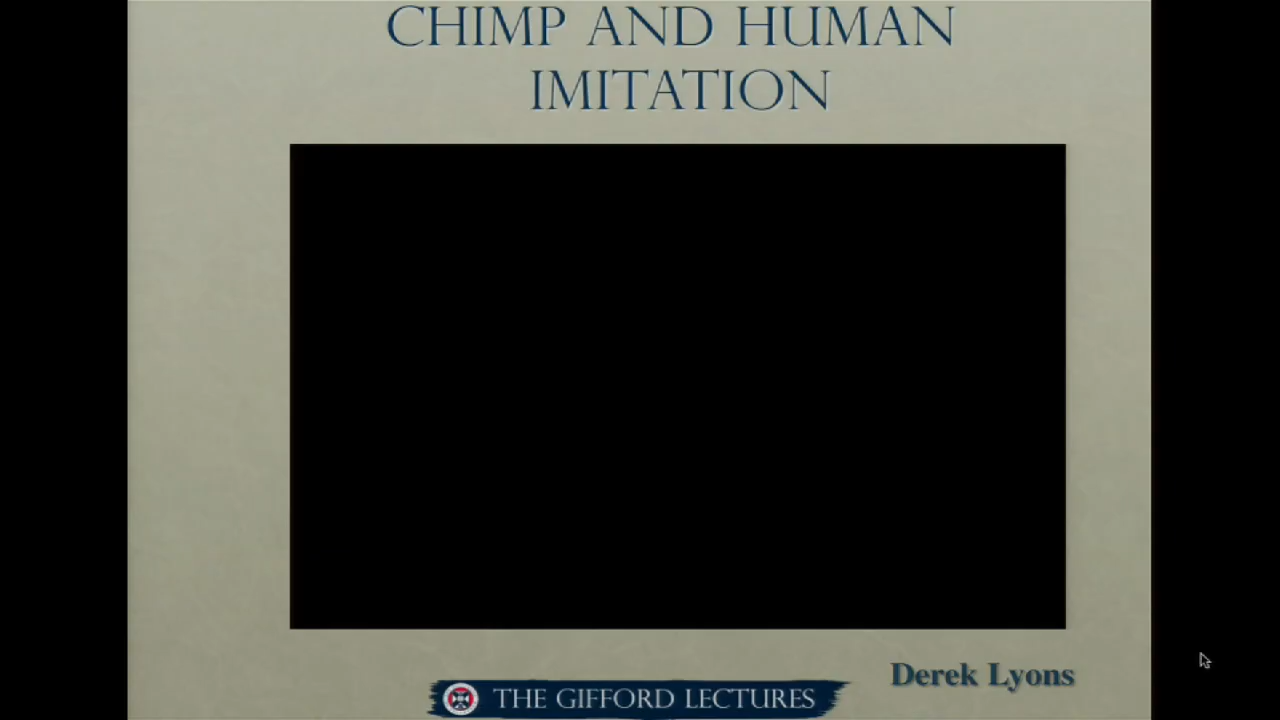 CHIMP AND HUMAN
IMITATION
Derek Lyons
THE GIFFORD LECTURES